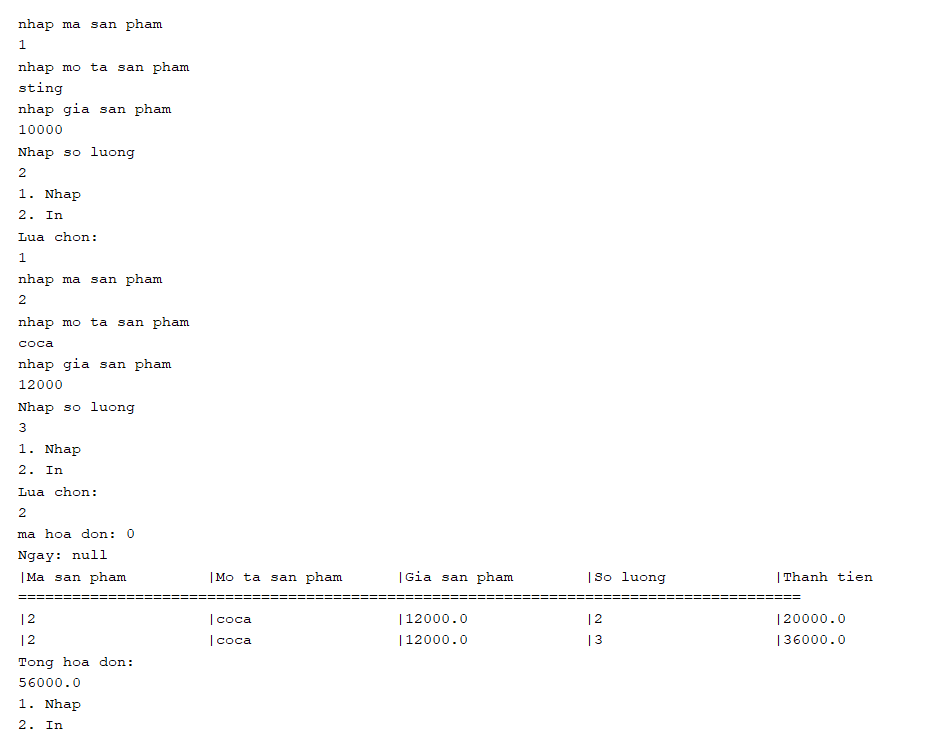 nhap ma san pham
1
nhap mo ta san pham
sting
nhap gia san pham
10000
Nhap so luong
2
1. Nhap
2. In
Lua chon:
1
nhap ma san pham
2
nhap mo ta san pham
coca
nhap gia san pham
12000
Nhap so luong
3
1. Nhap
2. In
Lua chon:
2
ma hoa don: 0
Ngay: null
|Ma san pham |Mo ta san pham |Gia san pham |So luong |Thanh tien
=======================================================================================
|2 |coca |12000.0 |2 |20000.0
|2 |coca |12000.0 |3 |36000.0
Tong hoa don:
56000.0
1. Nhap
2. In